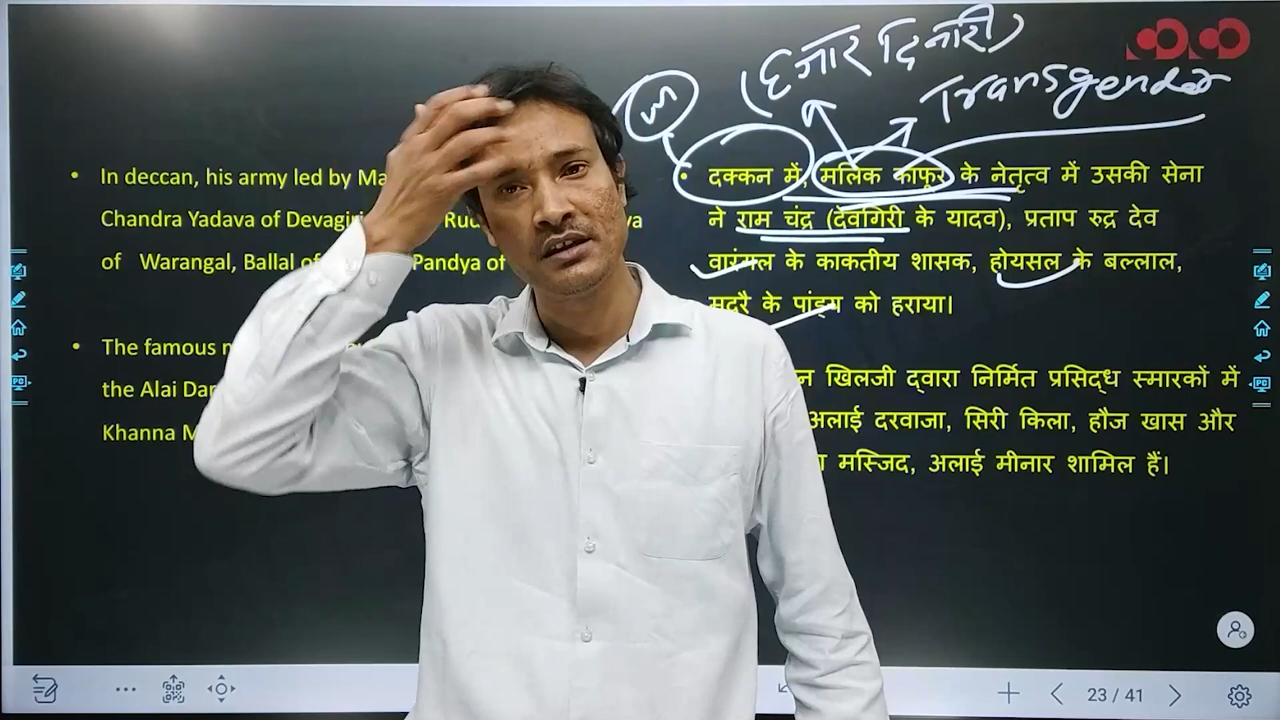 (हजार दिनारी)
Transgender
• In deccan, his army led by Ma
Chandra Yadava of Devagiri
of Warangal, Ballal of Pandya of
• The famous
the Alai Dar
Khanna M
• दक्कन में, मलिक काफूर के नेतृत्व में उसकी सेना
ने राम चंद्र (देवगिरी के यादव), प्रताप रुद्र देव
वारंगल के काकतीय शासक, होयसल के बल्लाल,
मदुरै के पांड्य को हराया।
खिलजी द्वारा निर्मित प्रसिद्ध स्मारकों में
अलाई दरवाजा, सिरी किला, हौज खास और
मस्जिद, अलाई मीनार शामिल हैं।
23 / 41